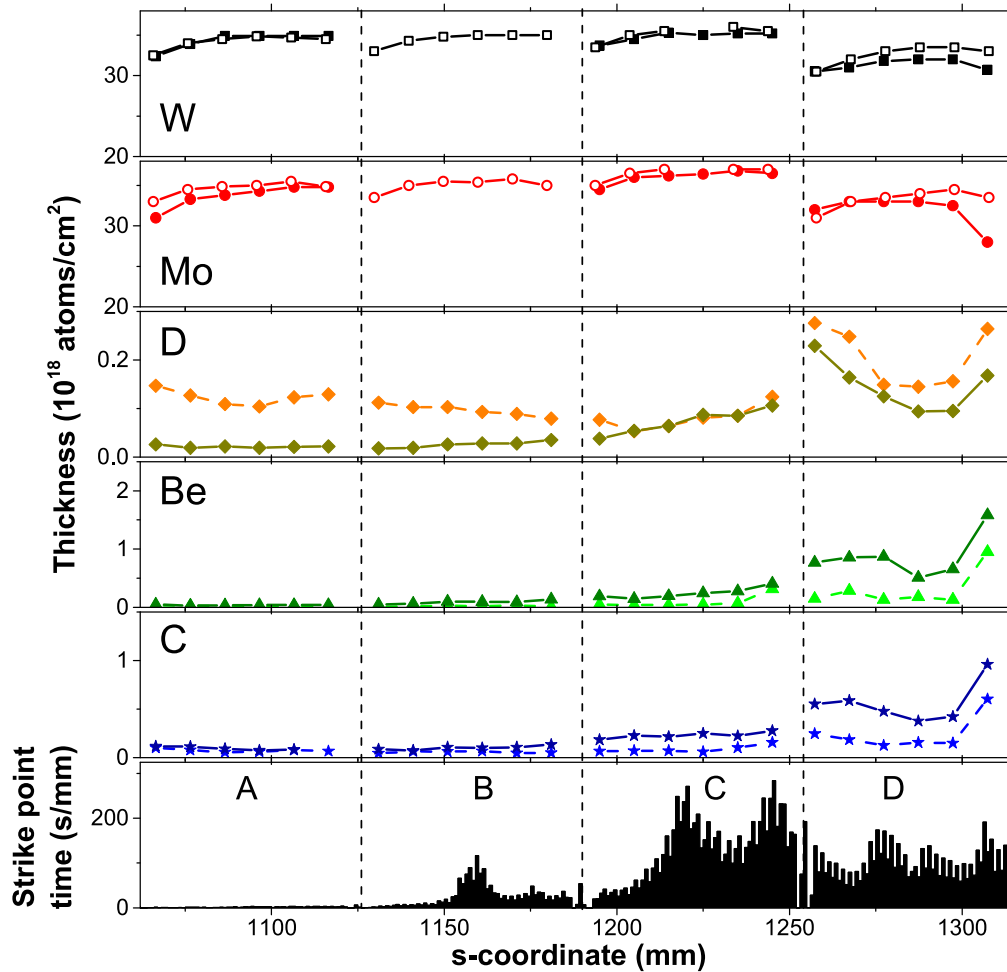 W
30
20
Mo
30
20
D
0.2
0.0
Be
2
1
0
C
1
0
A B C D
200
0
1100 1150 1200 1250 1300
s-coordinate (mm)
Thickness (10¹⁸ atoms/cm²)
Strike point
time (s/mm)